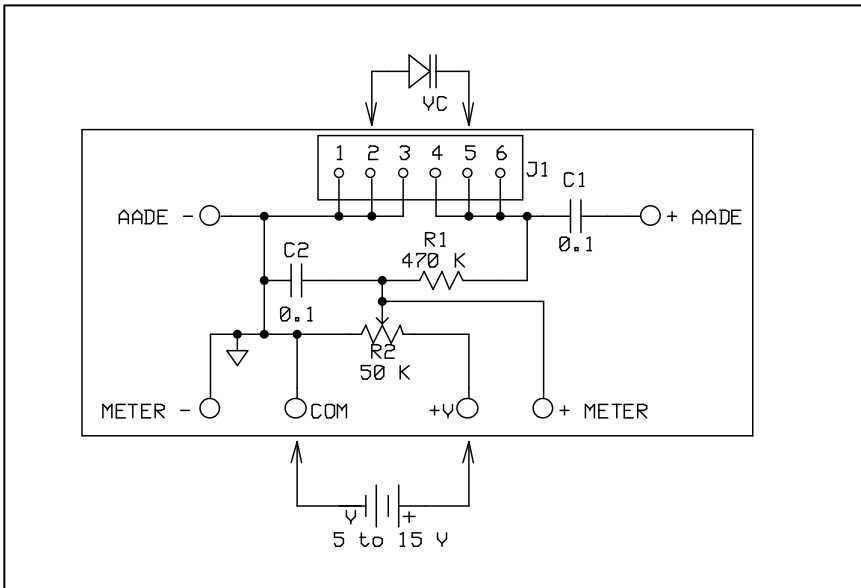 VC
1 2 3 4 5 6
J1
C1
AADE -
+ AADE
0.1
R1
C2
470 K
0.1
R2
50 K
METER -
COM
+V
+ METER
V
+
5 to 15 V